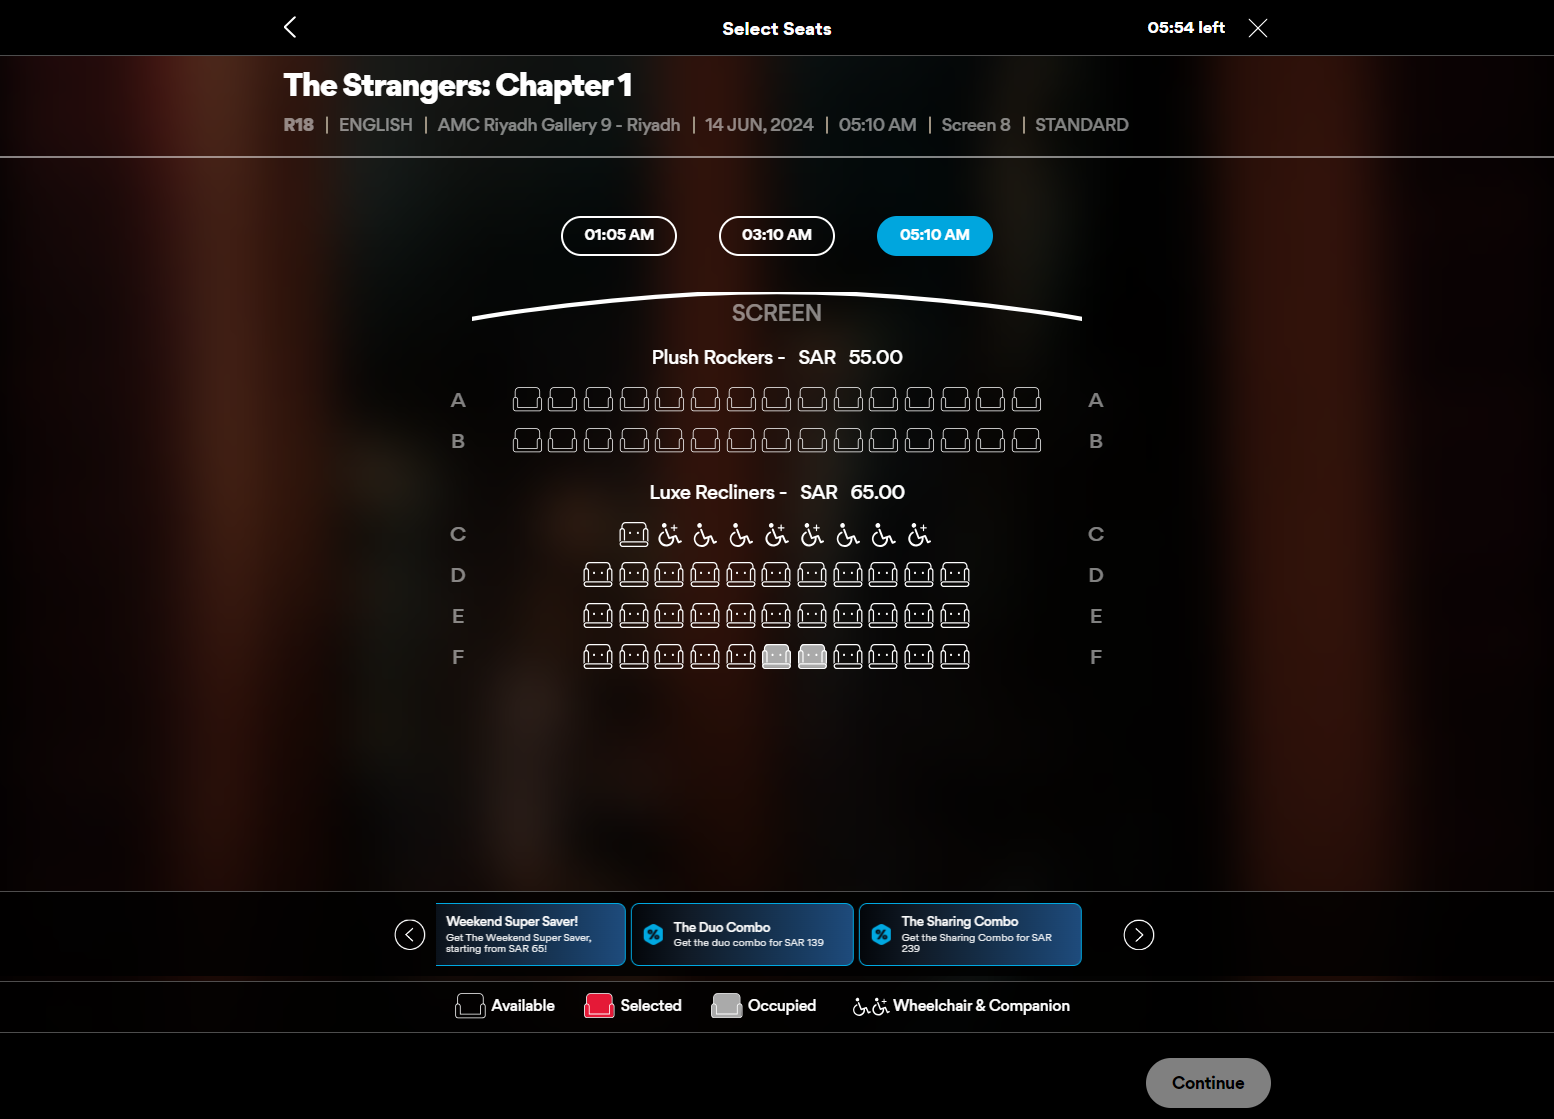 Select Seats
05:54 left
The Strangers: Chapter 1
R18 | ENGLISH | AMC Riyadh Gallery 9 - Riyadh | 14 JUN, 2024 | 05:10 AM | Screen 8 | STANDARD
01:05 AM
03:10 AM
05:10 AM
SCREEN
Plush Rockers - SAR 55.00
A A
B B
Luxe Recliners - SAR 65.00
C C
D D
E E
F F
Weekend Super Saver!
Get The Weekend Super Saver,
starting from SAR 65!
The Duo Combo
Get the duo combo for SAR 139
The Sharing Combo
Get the Sharing Combo for SAR
239
Available
Selected
Occupied
Wheelchair & Companion
Continue